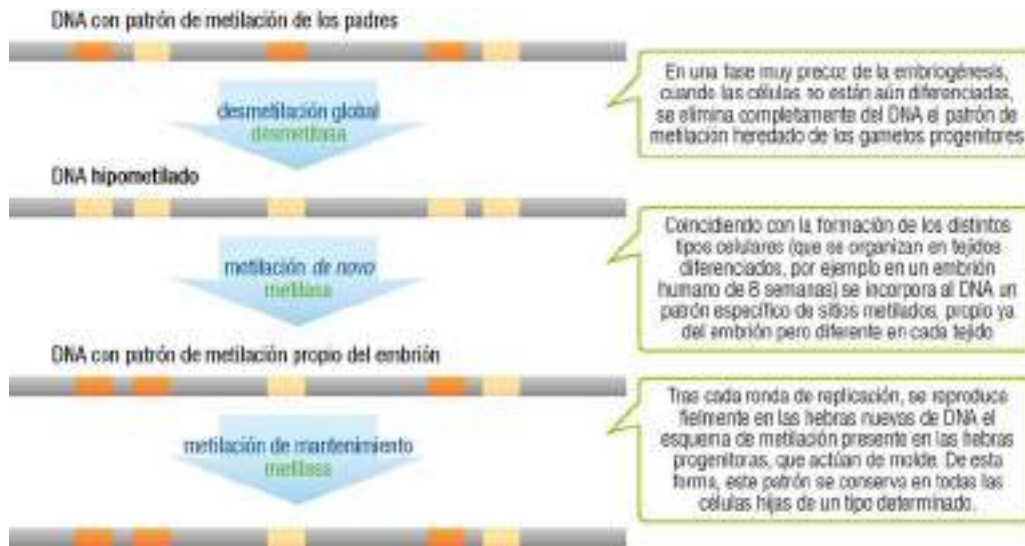 DNA con patrón de metilación de los padres
desmetilación global
desmetilasa
En una fase muy precoz de la embriogénesis,
cuando las células no están aún diferenciadas,
se elimina completamente del DNA el patrón de
metilación heredado de los gametos progenitores
DNA hipometilado
metilación de novo
metilasa
Coincidiendo con la formación de los distintos
tipos celulares (que se organizan en tejidos
diferenciados, por ejemplo en un embrión
humano de 8 semanas) se incorpora al DNA un
patrón específico de sitios metilados, propio ya
del embrión pero diferente en cada tejido
DNA con patrón de metilación propio del embrión
metilación de mantenimiento
metilasa
Tras cada ronda de replicación, se reproduce
fielmente en las hebras nuevas de DNA el
esquema de metilación presente en las hebras
progenitoras, que actúan de molde. De esta
forma, este patrón se conserva en todas las
células hijas de un tipo determinado.